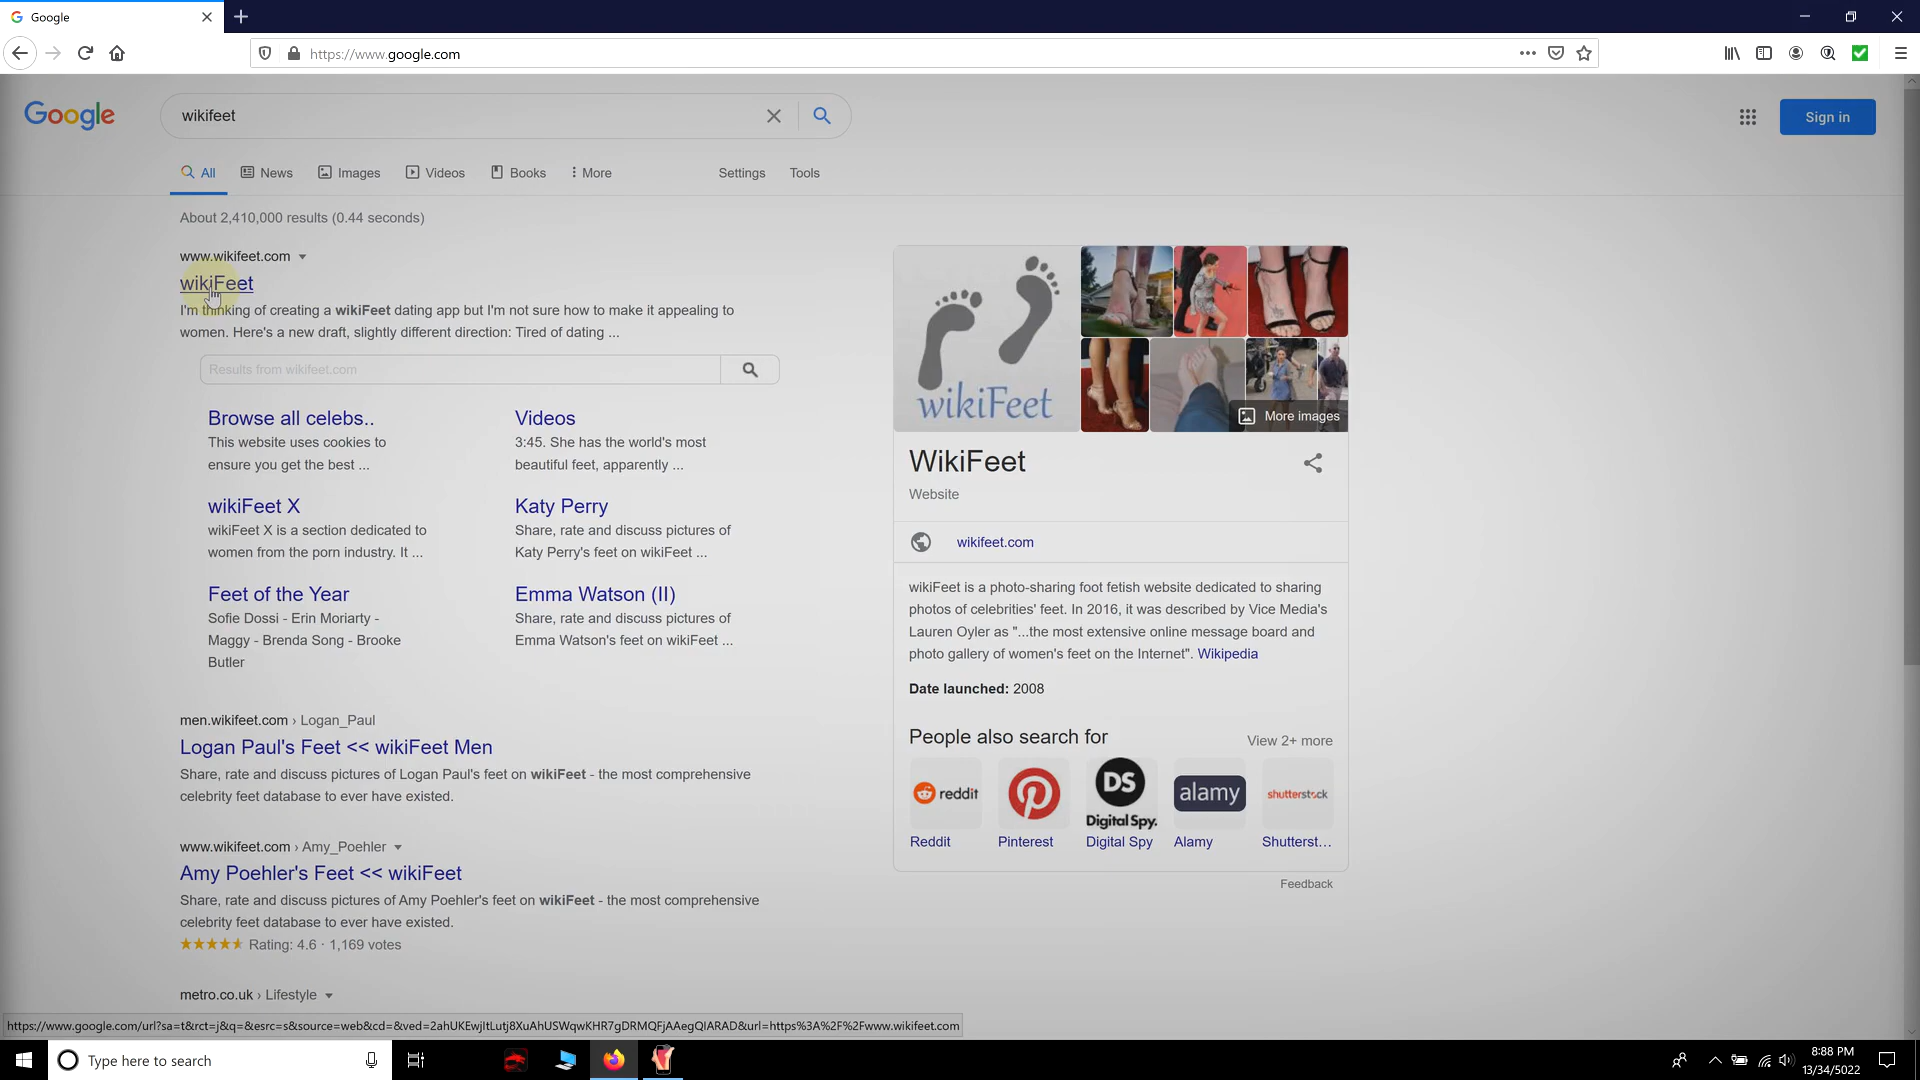 Google
https://www.google.com
Google
wikifeet
Sign in
All
News
Images
Videos
Books
More
Settings
Tools
About 2,410,000 results (0.44 seconds)
www.wikifeet.com
wikiFeet
I'm thinking of creating a wikiFeet dating app but I'm not sure how to make it appealing to
women. Here's a new draft, slightly different direction: Tired of dating ...
Results from wikifeet.com
Browse all celebs..
This website uses cookies to
ensure you get the best ...
Videos
3:45. She has the world's most
beautiful feet, apparently ...
wikiFeet X
wikiFeet X is a section dedicated to
women from the porn industry. It ...
Katy Perry
Share, rate and discuss pictures of
Katy Perry's feet on wikiFeet ...
Feet of the Year
Sofie Dossi - Erin Moriarty -
Maggy - Brenda Song - Brooke
Butler
Emma Watson (II)
Share, rate and discuss pictures of
Emma Watson's feet on wikiFeet ...
men.wikifeet.com › Logan_Paul
Logan Paul's Feet << wikiFeet Men
Share, rate and discuss pictures of Logan Paul's feet on wikiFeet - the most comprehensive
celebrity feet database to ever have existed.
www.wikifeet.com › Amy_Poehler
Amy Poehler's Feet << wikiFeet
Share, rate and discuss pictures of Amy Poehler's feet on wikiFeet - the most comprehensive
celebrity feet database to ever have existed.
Rating: 4.6 · 1,169 votes
metro.co.uk › Lifestyle
wikiFeet
More images
WikiFeet
Website
wikifeet.com
wikiFeet is a photo-sharing foot fetish website dedicated to sharing
photos of celebrities' feet. In 2016, it was described by Vice Media's
Lauren Oyler as "...the most extensive online message board and
photo gallery of women's feet on the Internet". Wikipedia
Date launched: 2008
People also search for
View 2+ more
reddit
DS
Digital Spy.
alamy
shutterstock
Reddit
Pinterest
Digital Spy
Alamy
Shutterst...
Feedback
https://www.google.com/url?sa=t&rct=j&q=&esrc=s&source=web&cd=&ved=2ahUKEwjItLutj8XuAhUSWqwKHR7gDRMQFjAAegQIARAD&url=https%3A%2F%2Fwww.wikifeet.com
Type here to search
8:88 PM
13/34/5022